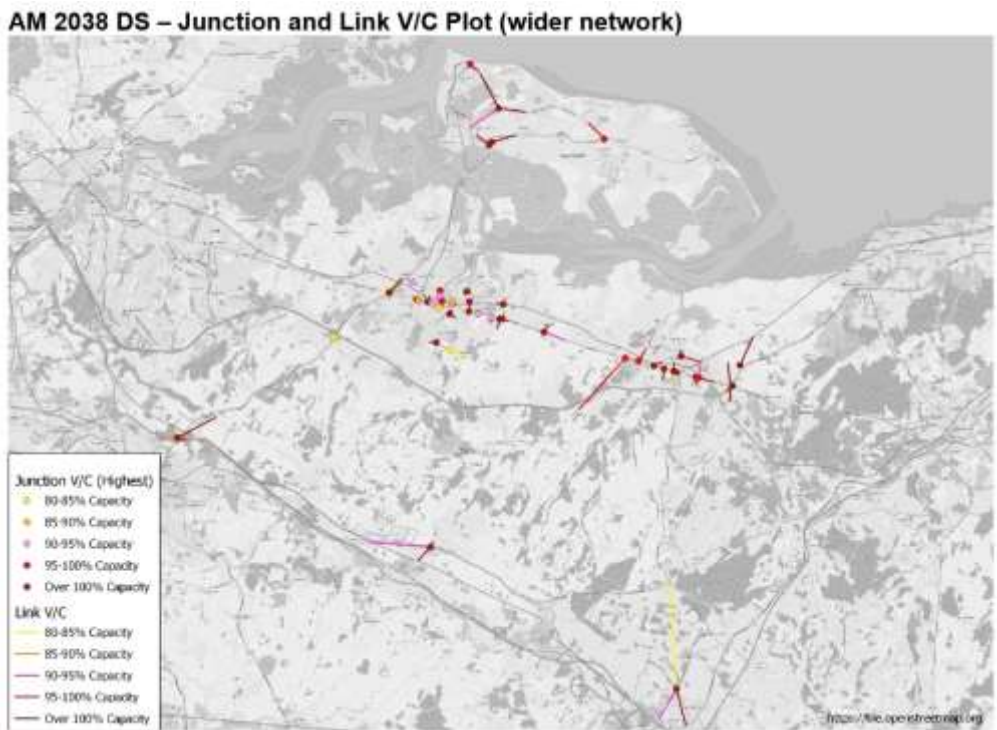 AM 2038 DS – Junction and Link V/C Plot (wider network)
Junction V/C (Highest)
80-85% Capacity
85-90% Capacity
90-95% Capacity
95-100% Capacity
Over 100% Capacity
Link V/C
80-85% Capacity
85-90% Capacity
90-95% Capacity
95-100% Capacity
Over 100% Capacity
https://tile.openstreetmap.org